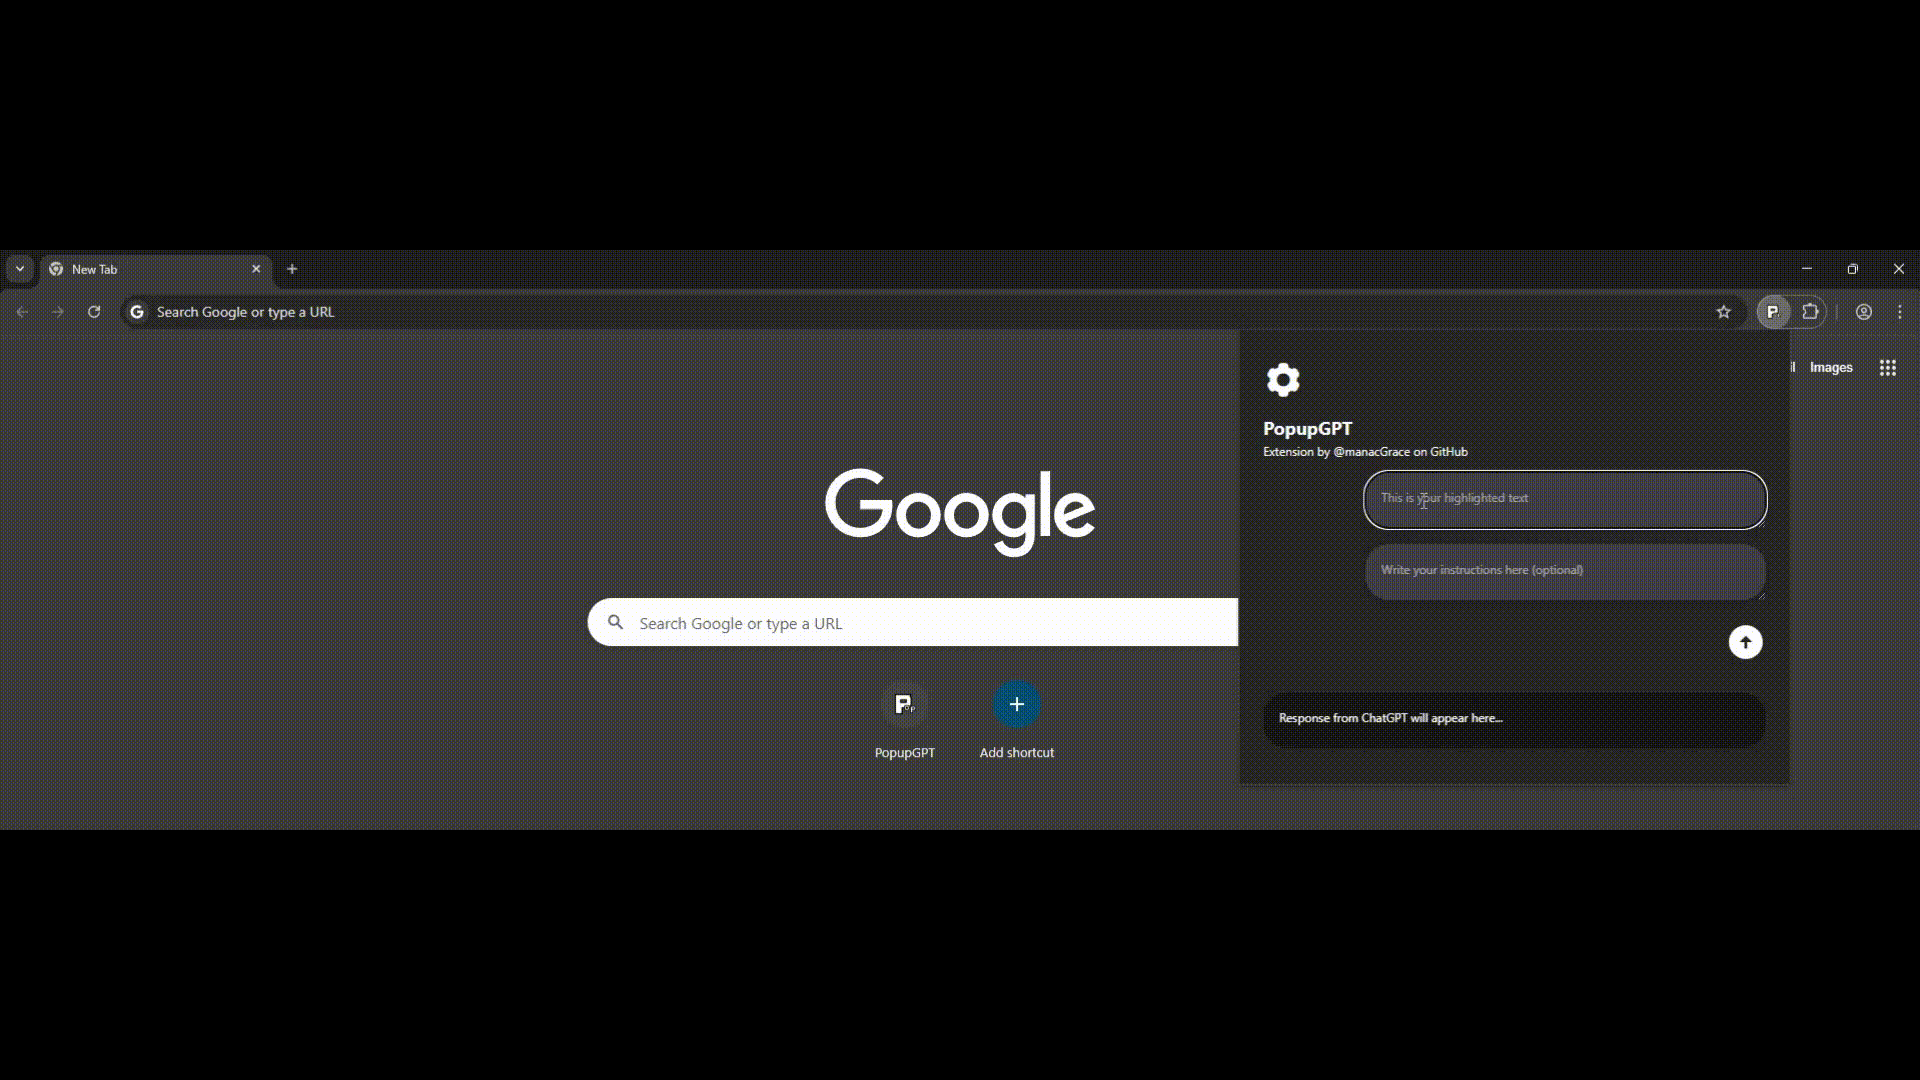 New Tab
Search Google or type a URL
Images
PopupGPT
Extension by @manacGrace on GitHub
This is your highlighted text
Write your instructions here (optional)
Response from ChatGPT will appear here...
Google
Search Google or type a URL
PopupGPT
Add shortcut